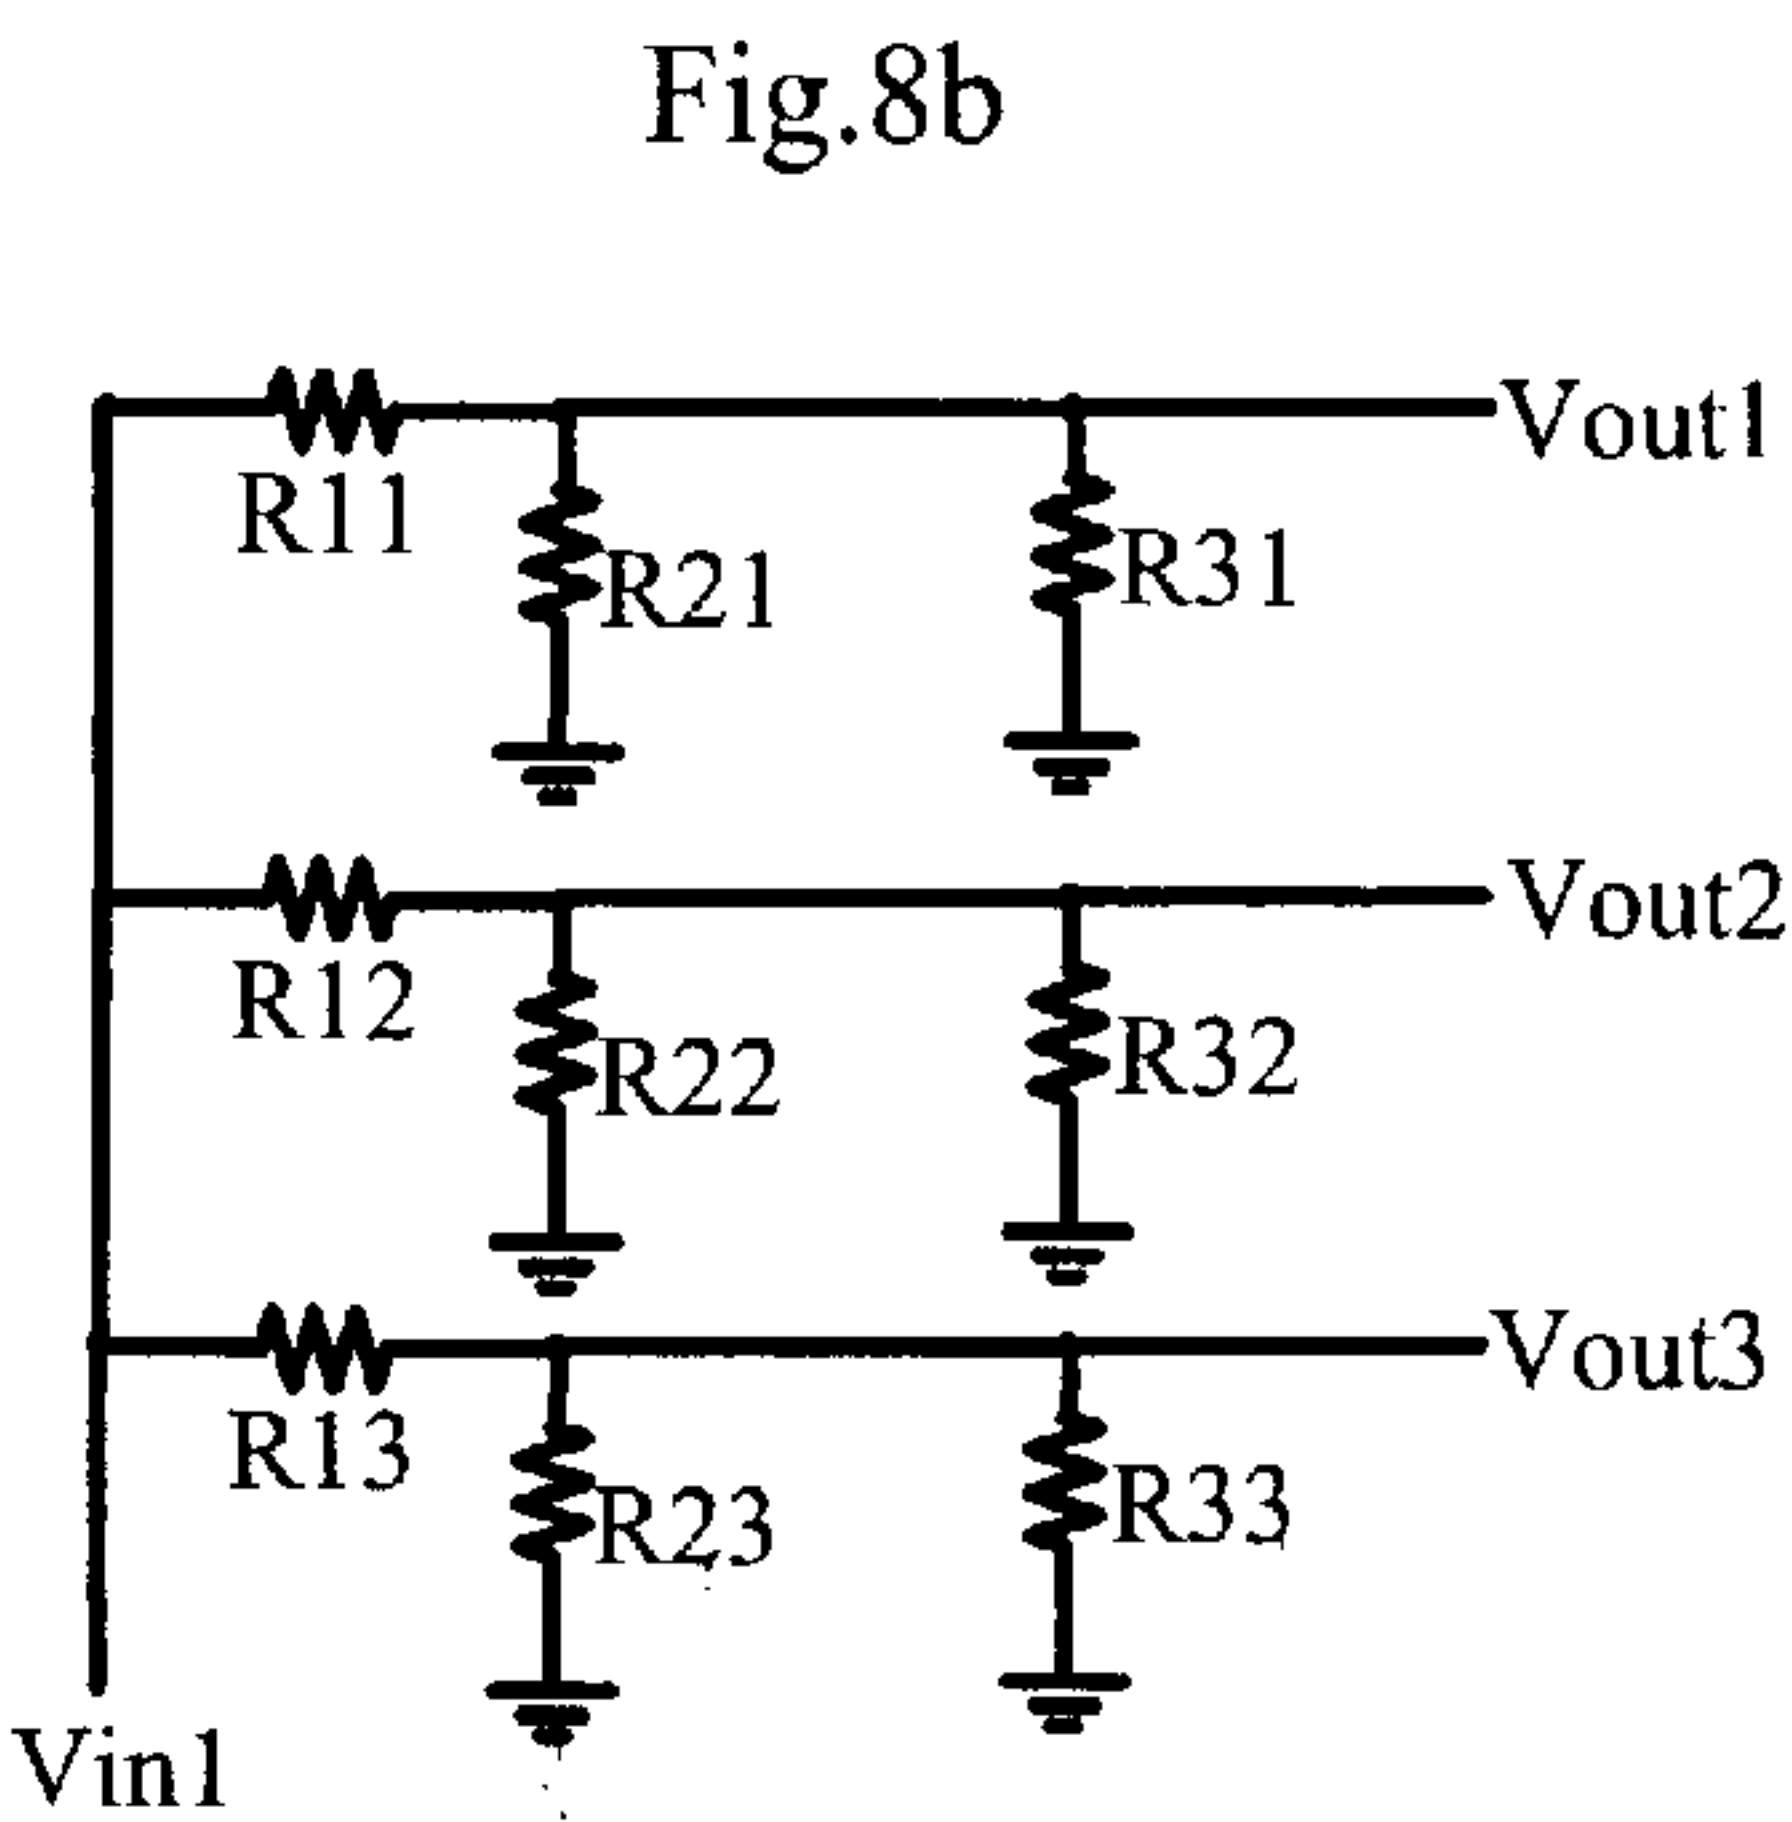 Fig.8b
Vout1
R11
R21
R31
Vout2
R12
R22
R32
Vout3
R13
R23
R33
Vin1